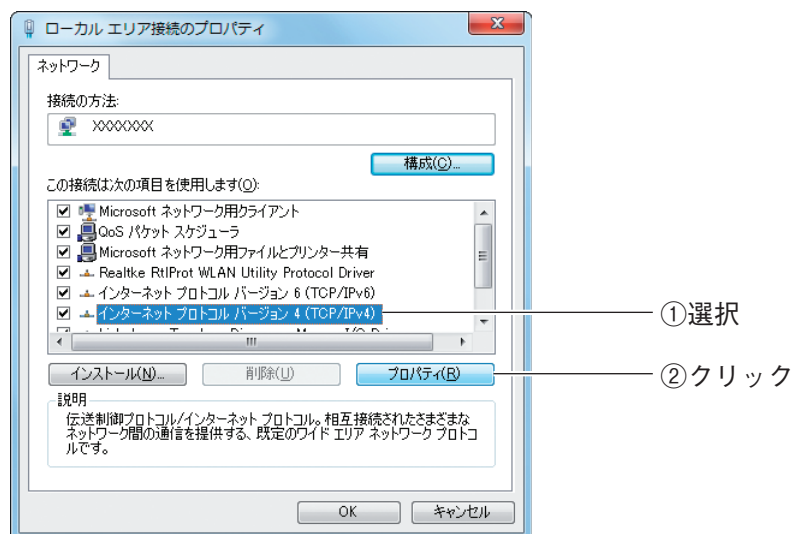 ローカル エリア接続のプロパティ
ネットワーク
接続の方法:
XXXXXXXX
構成(C)...
この接続は次の項目を使用します(O):
Microsoft ネットワーク用クライアント
QoS パケット スケジューラ
Microsoft ネットワーク用ファイルとプリンター共有
Realtke RtlProt WLAN Utility Protocol Driver
インターネット プロトコル バージョン 6 (TCP/IPv6)
インターネット プロトコル バージョン 4 (TCP/IPv4)
①選択
インストール(N)...
削除(U)
プロパティ(R)
②クリック
説明
伝送制御プロトコル/インターネット プロトコル。相互接続されたさまざまな
ネットワーク間の通信を提供する、既定のワイド エリア ネットワーク プロトコ
ルです。
OK
キャンセル